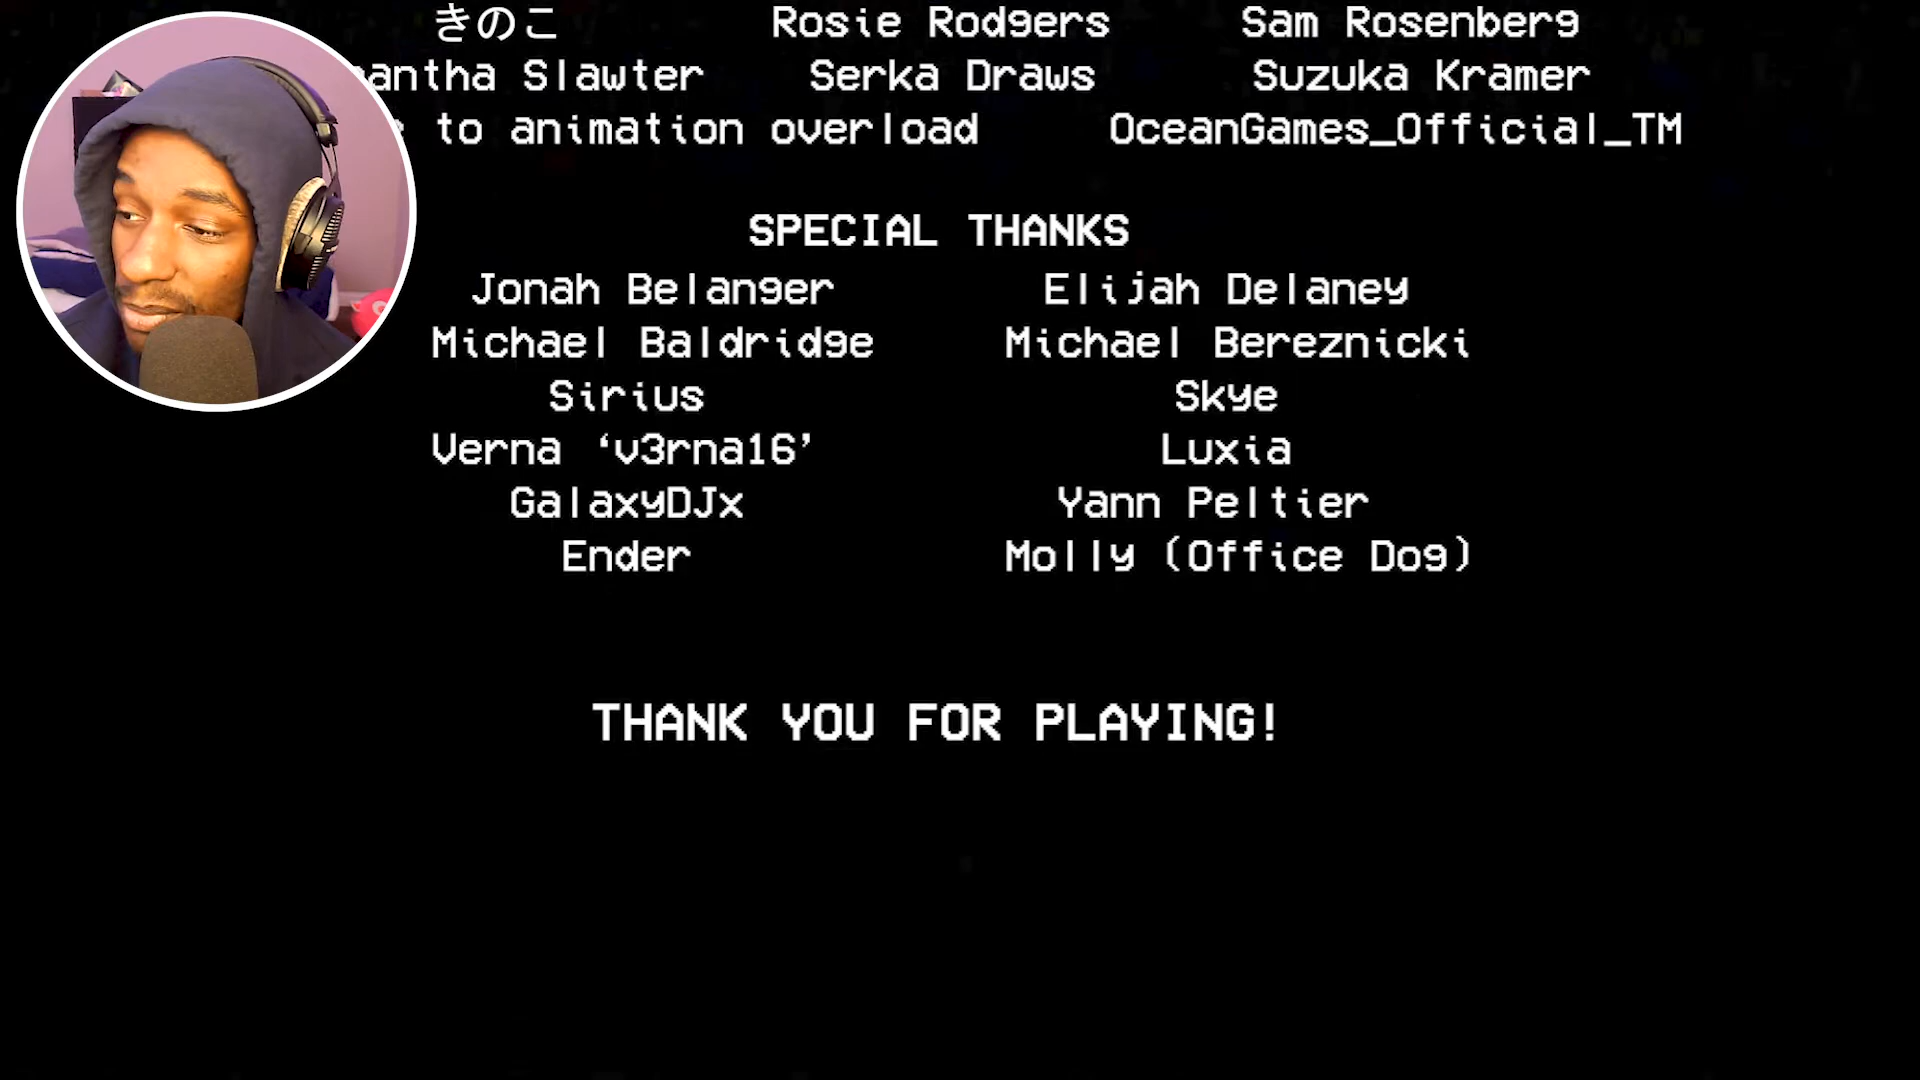 きのこ Rosie Rodgers Sam Rosenberg
antha Slawter Serka Draws Suzuka Kramer
to animation overload OceanGames_Official_TM
SPECIAL THANKS
Jonah Belanger Elijah Delaney
Michael Baldridge Michael Bereznicki
Sirius Skye
Verna ‘v3rna16’ Luxia
GalaxyDJx Yann Peltier
Ender Molly (Office Dog)
THANK YOU FOR PLAYING!